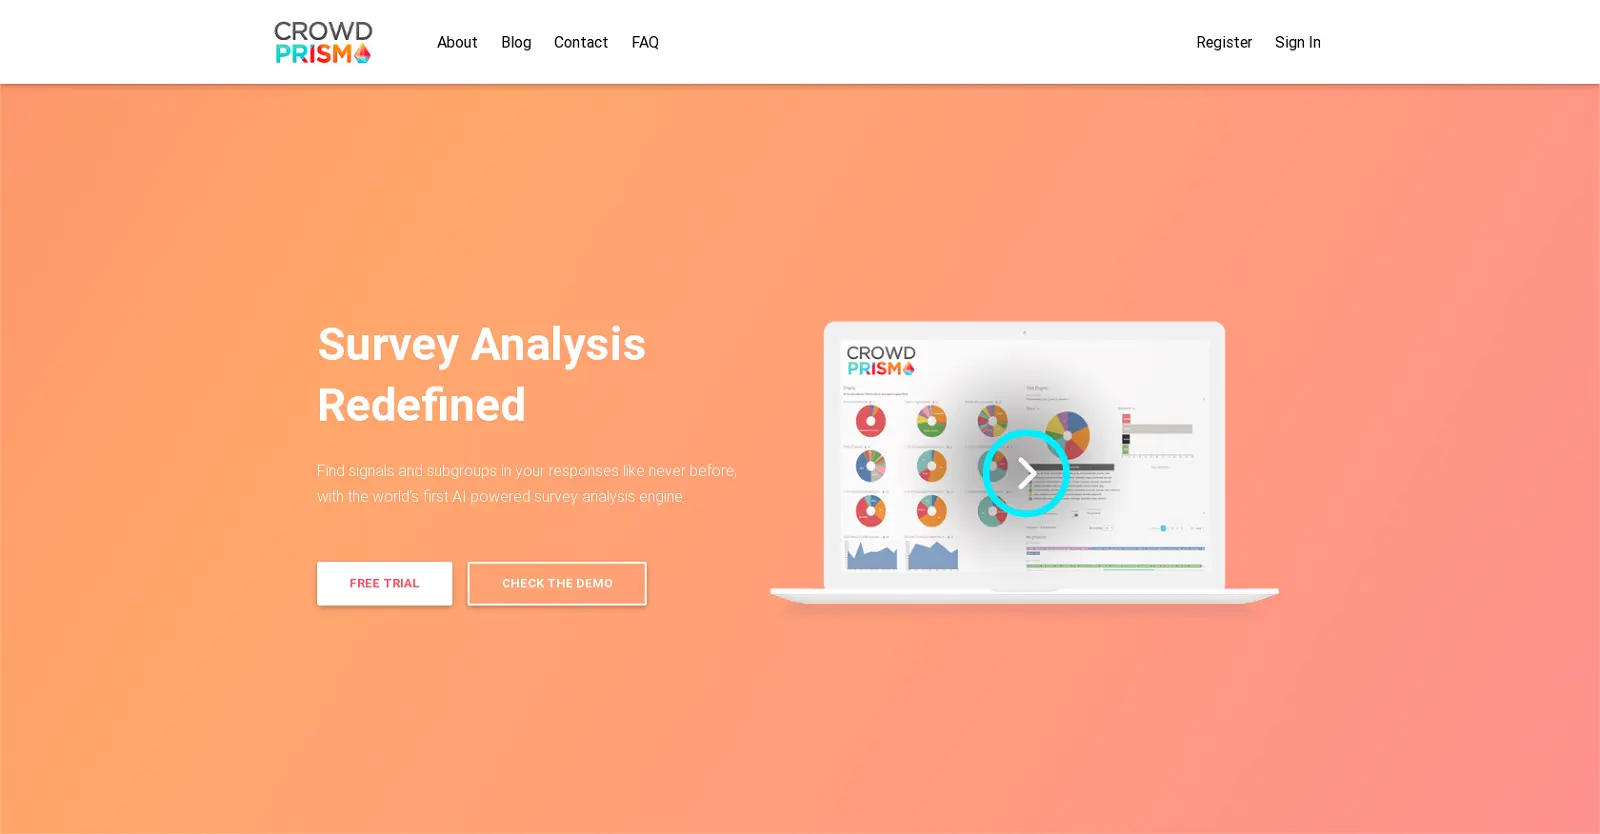 CROWD
PRISM
About Blog Contact FAQ
Register Sign In
Survey Analysis
Redefined
Find signals and subgroups in your responses like never before,
with the world's first AI powered survey analysis engine.
FREE TRIAL
CHECK THE DEMO
CROWD
PRISM